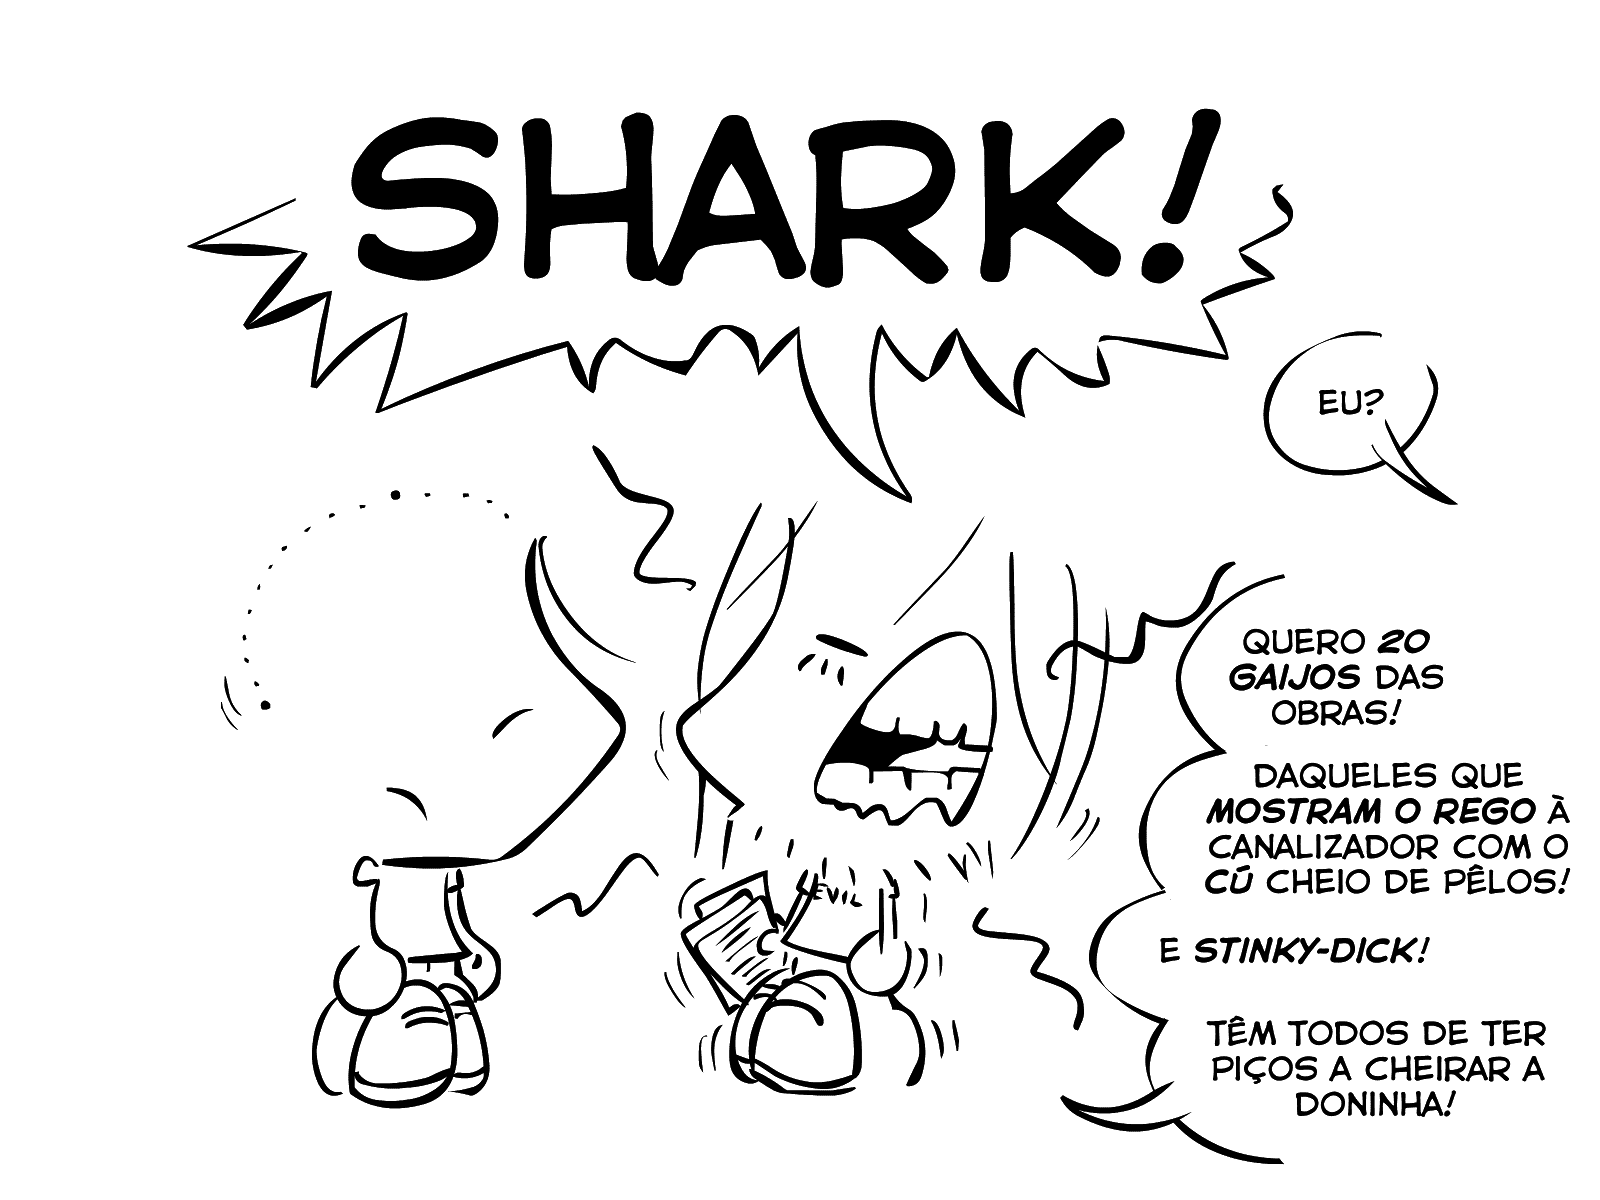 SHARK!
EU?
QUERO 20
GAIJOS DAS
OBRAS!
DAQUELES QUE
MOSTRAM O REGO À
CANALIZADOR COM O
CÚ CHEIO DE PÊLOS!
E STINKY-DICK!
TÊM TODOS DE TER
PIÇOS A CHEIRAR A
DONINHA!
EVIL